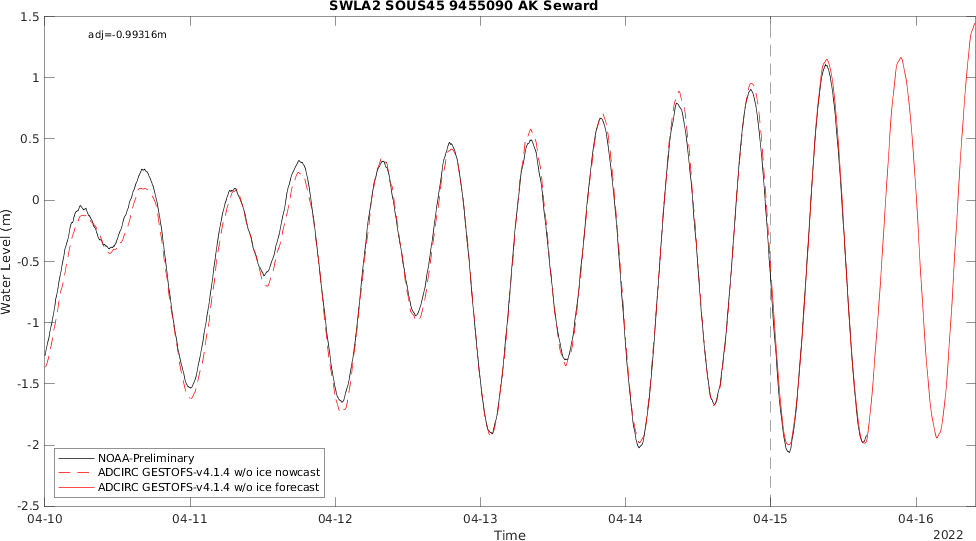 SWLA2 SOUS45 9455090 AK Seward
adj=-0.99316m
Water Level (m)
1.5
1
0.5
0
-0.5
-1
-1.5
-2
-2.5
NOAA-Preliminary
ADCIRC GESTOFS-v4.1.4 w/o ice nowcast
ADCIRC GESTOFS-v4.1.4 w/o ice forecast
04-10 04-11 04-12 04-13 04-14 04-15 04-16
Time
2022